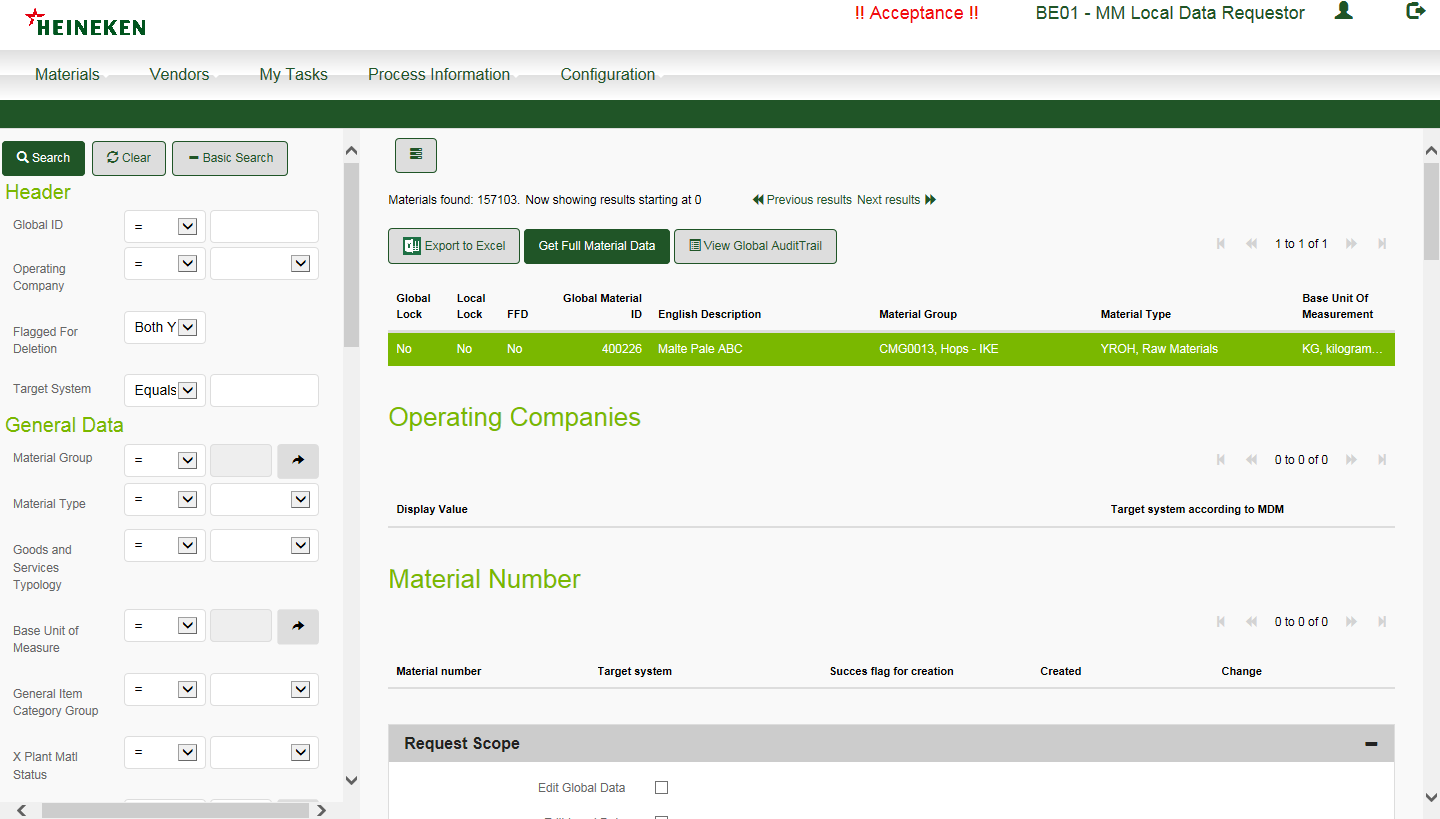 HEINEKEN
!! Acceptance !!
BE01 - MM Local Data Requestor
Materials
Vendors
My Tasks
Process Information
Configuration
Search
Clear
Basic Search
Header
Global ID
=
Operating
Company
=
Flagged For
Deletion
Both Y
Target System
Equals
General Data
Material Group
=
Material Type
=
Goods and
Services
Typology
=
Base Unit of
Measure
=
General Item
Category Group
=
X Plant Matl
Status
=
Materials found: 157103. Now showing results starting at 0
Previous results Next results
Export to Excel
Get Full Material Data
View Global AuditTrail
1 to 1 of 1
Global
Lock
Local
Lock
FFD
Global Material
ID
English Description
Material Group
Material Type
Base Unit Of
Measurement
No No No 400226 Malte Pale ABC CMG0013, Hops - IKE YROH, Raw Materials KG, kilogram...
Operating Companies
0 to 0 of 0
Display Value Target system according to MDM
Material Number
0 to 0 of 0
Material number Target system Succes flag for creation Created Change
Request Scope
Edit Global Data